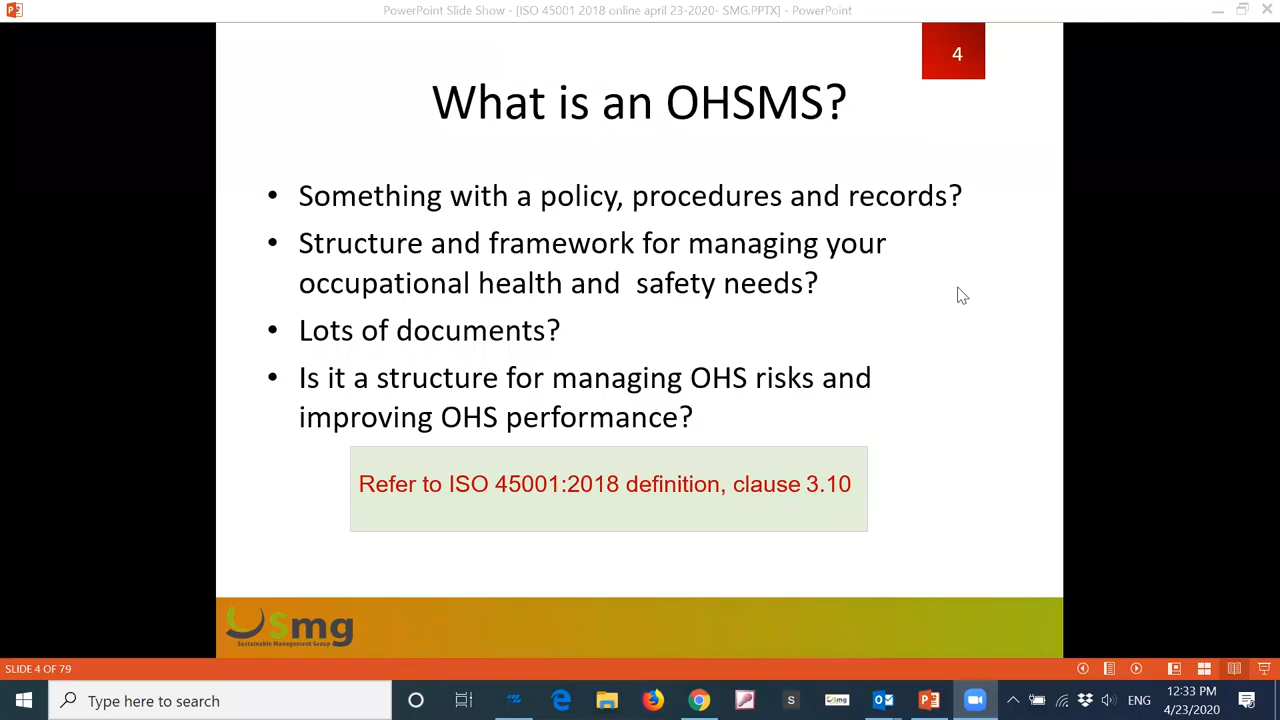 PowerPoint Slide Show - [ISO 45001 2018 online april 23-2020- SMG.PPTX] - PowerPoint
4
What is an OHSMS?
• Something with a policy, procedures and records?
• Structure and framework for managing your
occupational health and safety needs?
• Lots of documents?
• Is it a structure for managing OHS risks and
improving OHS performance?
Refer to ISO 45001:2018 definition, clause 3.10
Smg
Sustainable Management Group
SLIDE 4 OF 79
Type here to search
S
Smg
ENG
12:33 PM
4/23/2020